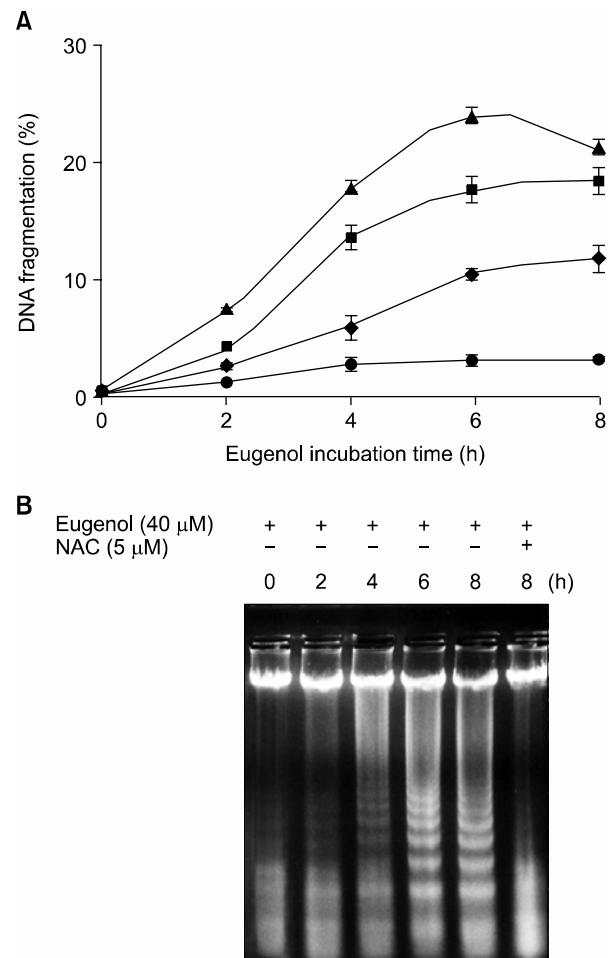 A
30
20
10
0
DNA fragmentation (%)
0 2 4 6 8
Eugenol incubation time (h)
B
Eugenol (40 μM) + + + + + +
NAC (5 μM) – – – – – +
0 2 4 6 8 8 (h)